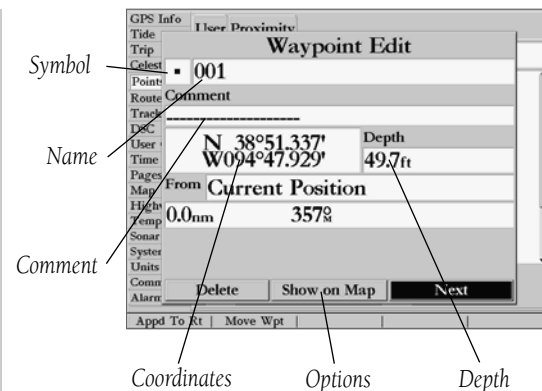 GPS Info
Tide
Trip
Celest
Points
Route
Track
DSC
User
Time
Pages
Map
High
Temp
Sonar
System
Units
Comm
Alarm
User Proximity
Waypoint Edit
001
Comment
--------------------
N 38°51.337'
W094°47.929'
Depth
49.7ft
From Current Position
0.0nm 357°M
Delete Show on Map Next
Appd To Rt | Move Wpt |
Symbol
Name
Comment
Coordinates
Options
Depth